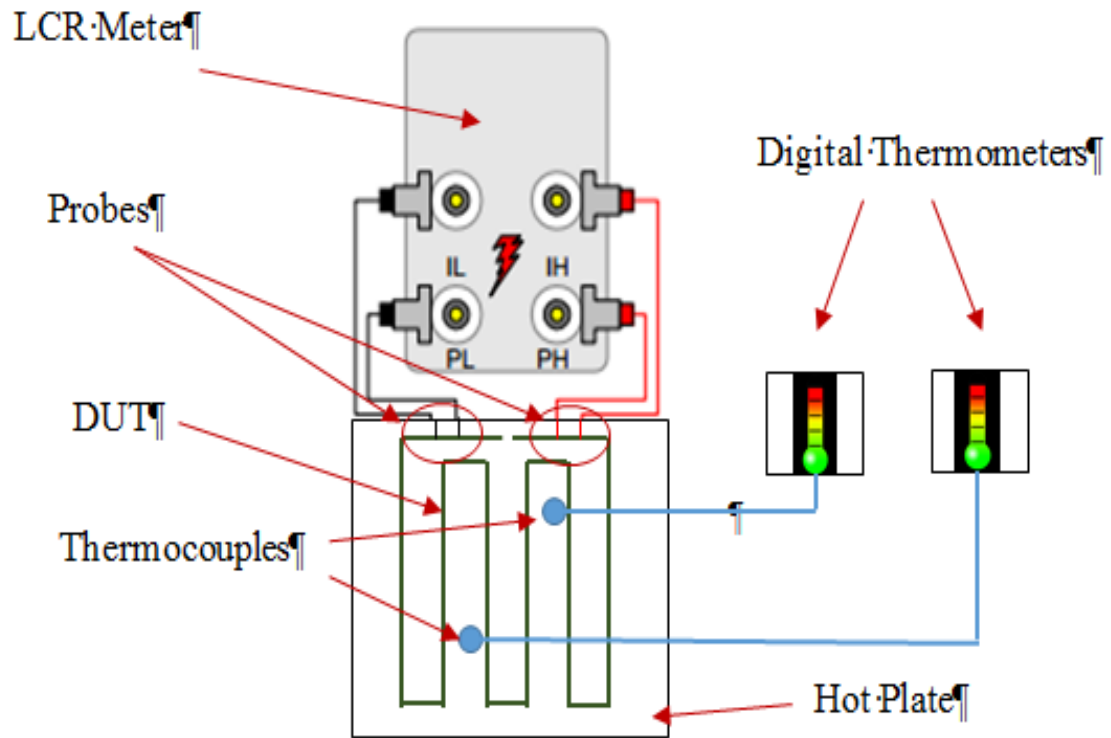 LCR·Meter¶
Digital·Thermometers¶
Probes¶
IL IH
PL PH
DUT¶
¶
Thermocouples¶
Hot·Plate¶